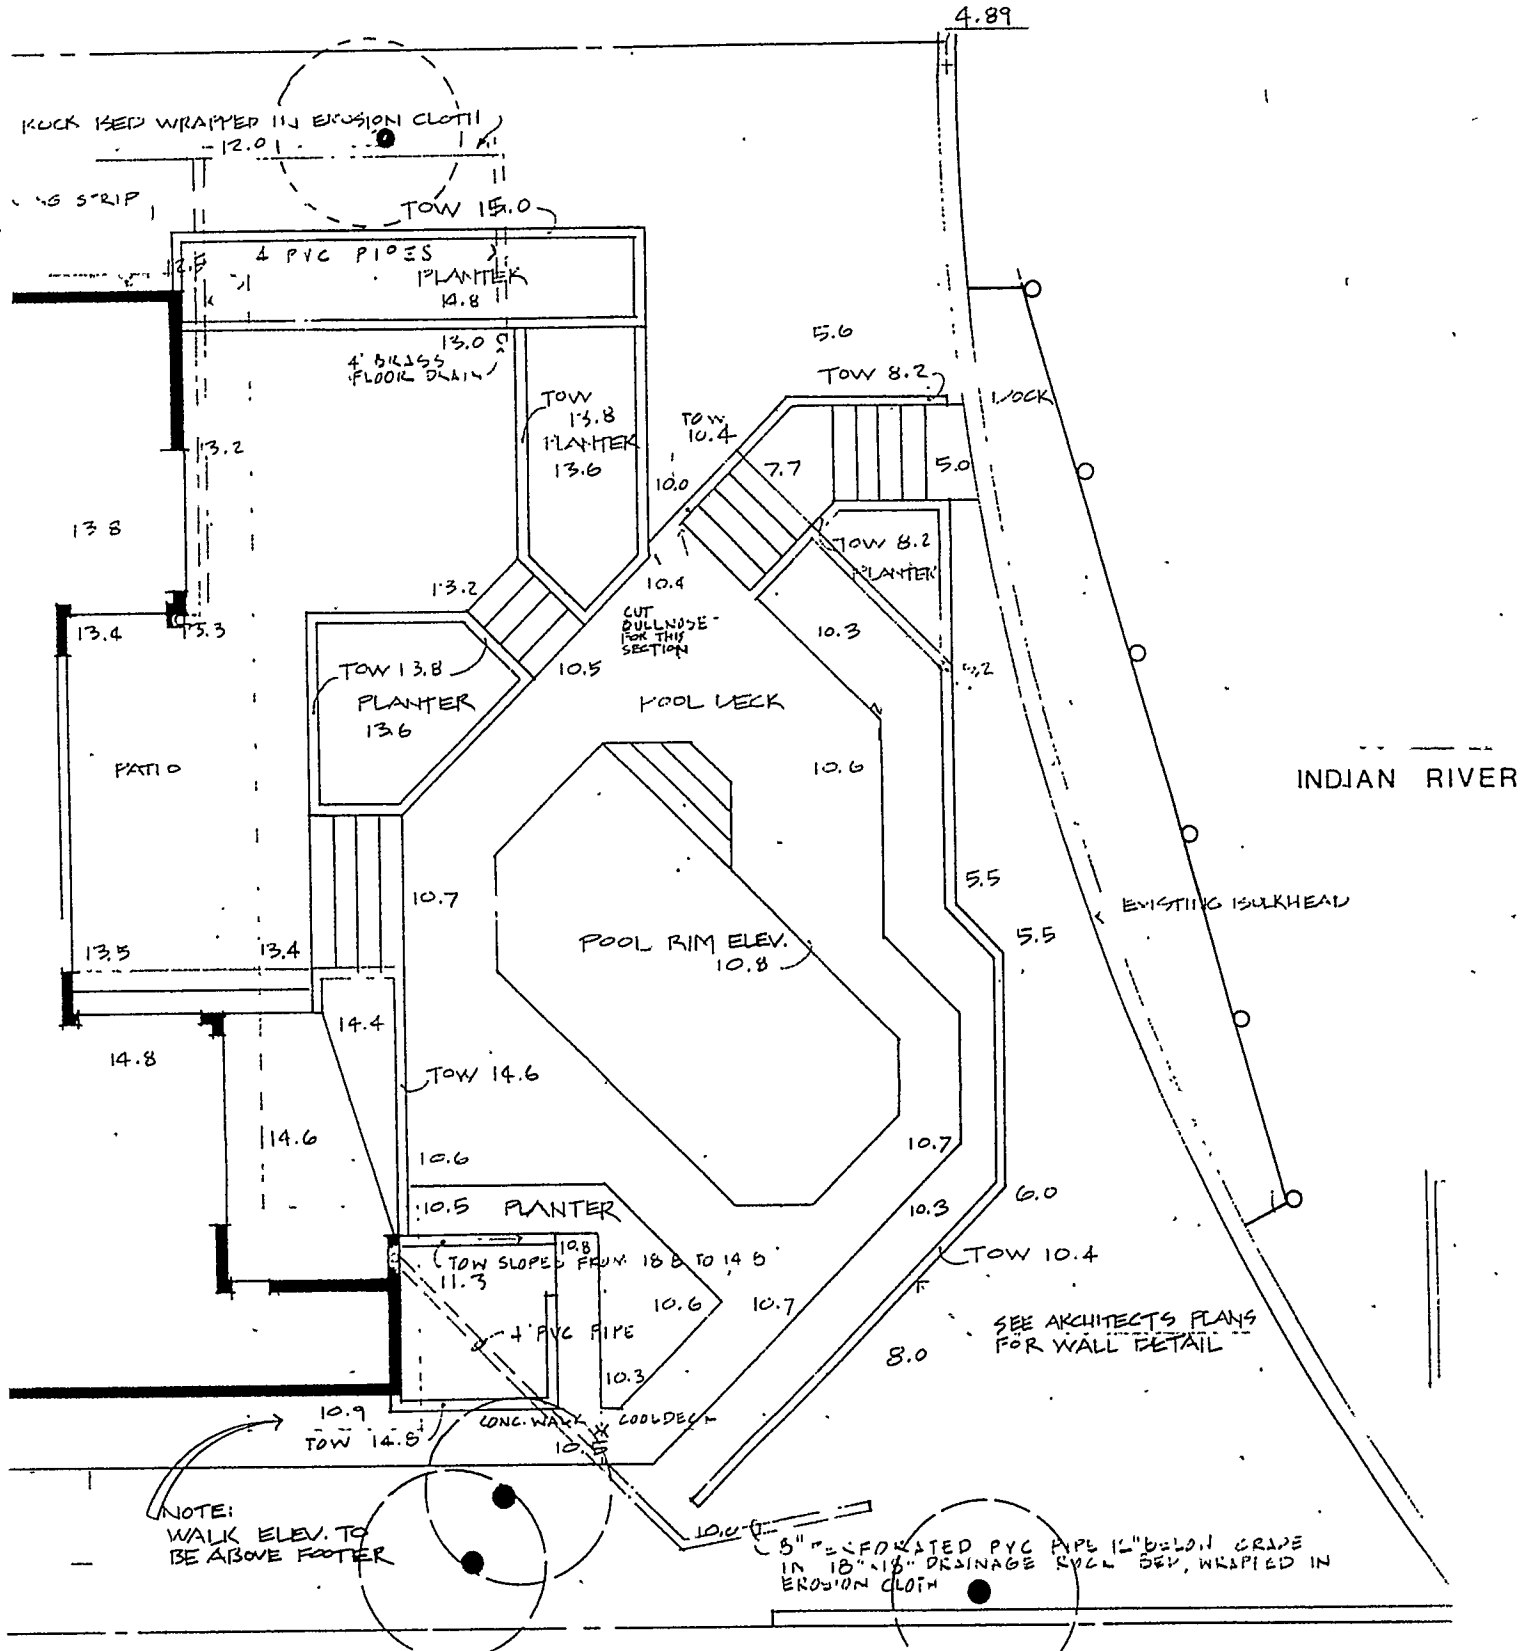 4.89
ROCK BED WRAPPED IN EROSION CLOTH
12.0
STRIP
TOW 15.0
4 PVC PIPES
PLANTER
14.8
13.0
4" BRASS
FLOOR DRAIN
5.6
TOW 8.2
TOW
13.8
PLANTER
13.6
TOW
10.4
DOCK
13.2
7.7
5.0
10.0
13.8
TOW 8.2
PLANTER
13.2
10.4
CUT
BULLNOSE
FOR THIS
SECTION
13.4
13.3
10.3
TOW 13.8
PLANTER
13.6
10.5
POOL DECK
PATIO
10.6
INDIAN RIVER
5.5
10.7
EXISTING BULKHEAD
13.5
13.4
POOL RIM ELEV.
10.8
5.5
14.4
14.8
TOW 14.6
14.6
10.6
10.7
10.5
PLANTER
10.3
6.0
10.8
TOW SLOPES FROM 18.8 TO 14.8
11.3
TOW 10.4
10.6
10.7
4" PVC PIPE
SEE ARCHITECTS PLANS
FOR WALL DETAIL
8.0
10.3
10.9
TOW 14.8
CONC. WALK
COOLDECK
10.5
NOTE:
WALK ELEV. TO
BE ABOVE FOOTER
8" PERFORATED PVC PIPE 12" BELOW GRADE
IN 18"x18" DRAINAGE ROCK BED, WRAPPED IN
EROSION CLOTH